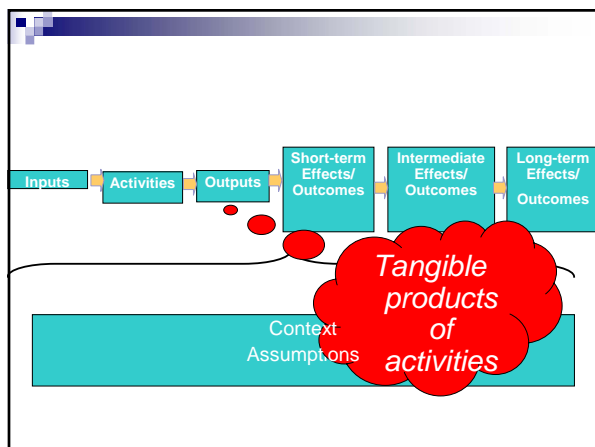 Inputs
Activities
Outputs
Short-term
Effects/
Outcomes
Intermediate
Effects/
Outcomes
Long-term
Effects/
Outcomes
Tangible
products
of
activities
Context
Assumptions